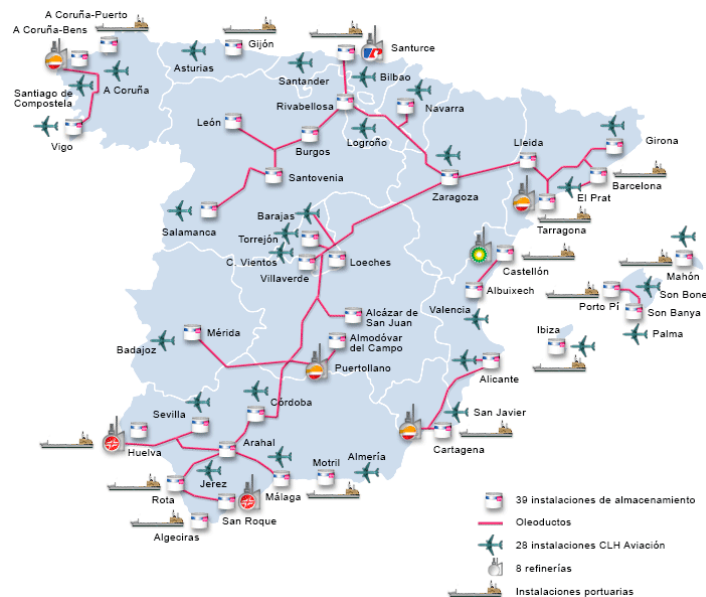 A Coruña-Puerto
A Coruña-Bens
Gijón
Santurce
Asturias
Santander
Bilbao
A Coruña
Santiago de
Compostela
Rivabellosa
Navarra
León
Vigo
Burgos
Logroño
Lleida
Girona
Santovenia
Zaragoza
Barcelona
El Prat
Salamanca
Barajas
Tarragona
Torrejón
C. Vientos
Loeches
Villaverde
Castellón
Mahón
Albuixech
Son Bone
Porto Pí
Son Banya
Alcázar de
San Juan
Valencia
Mérida
Almodóvar
del Campo
Ibiza
Palma
Badajoz
Puertollano
Alicante
Córdoba
Sevilla
San Javier
Huelva
Arahal
Cartagena
Motril
Almería
Jerez
Rota
Málaga
San Roque
Algeciras
39 instalaciones de almacenamiento
Oleoductos
28 instalaciones CLH Aviación
8 refinerías
Instalaciones portuarias